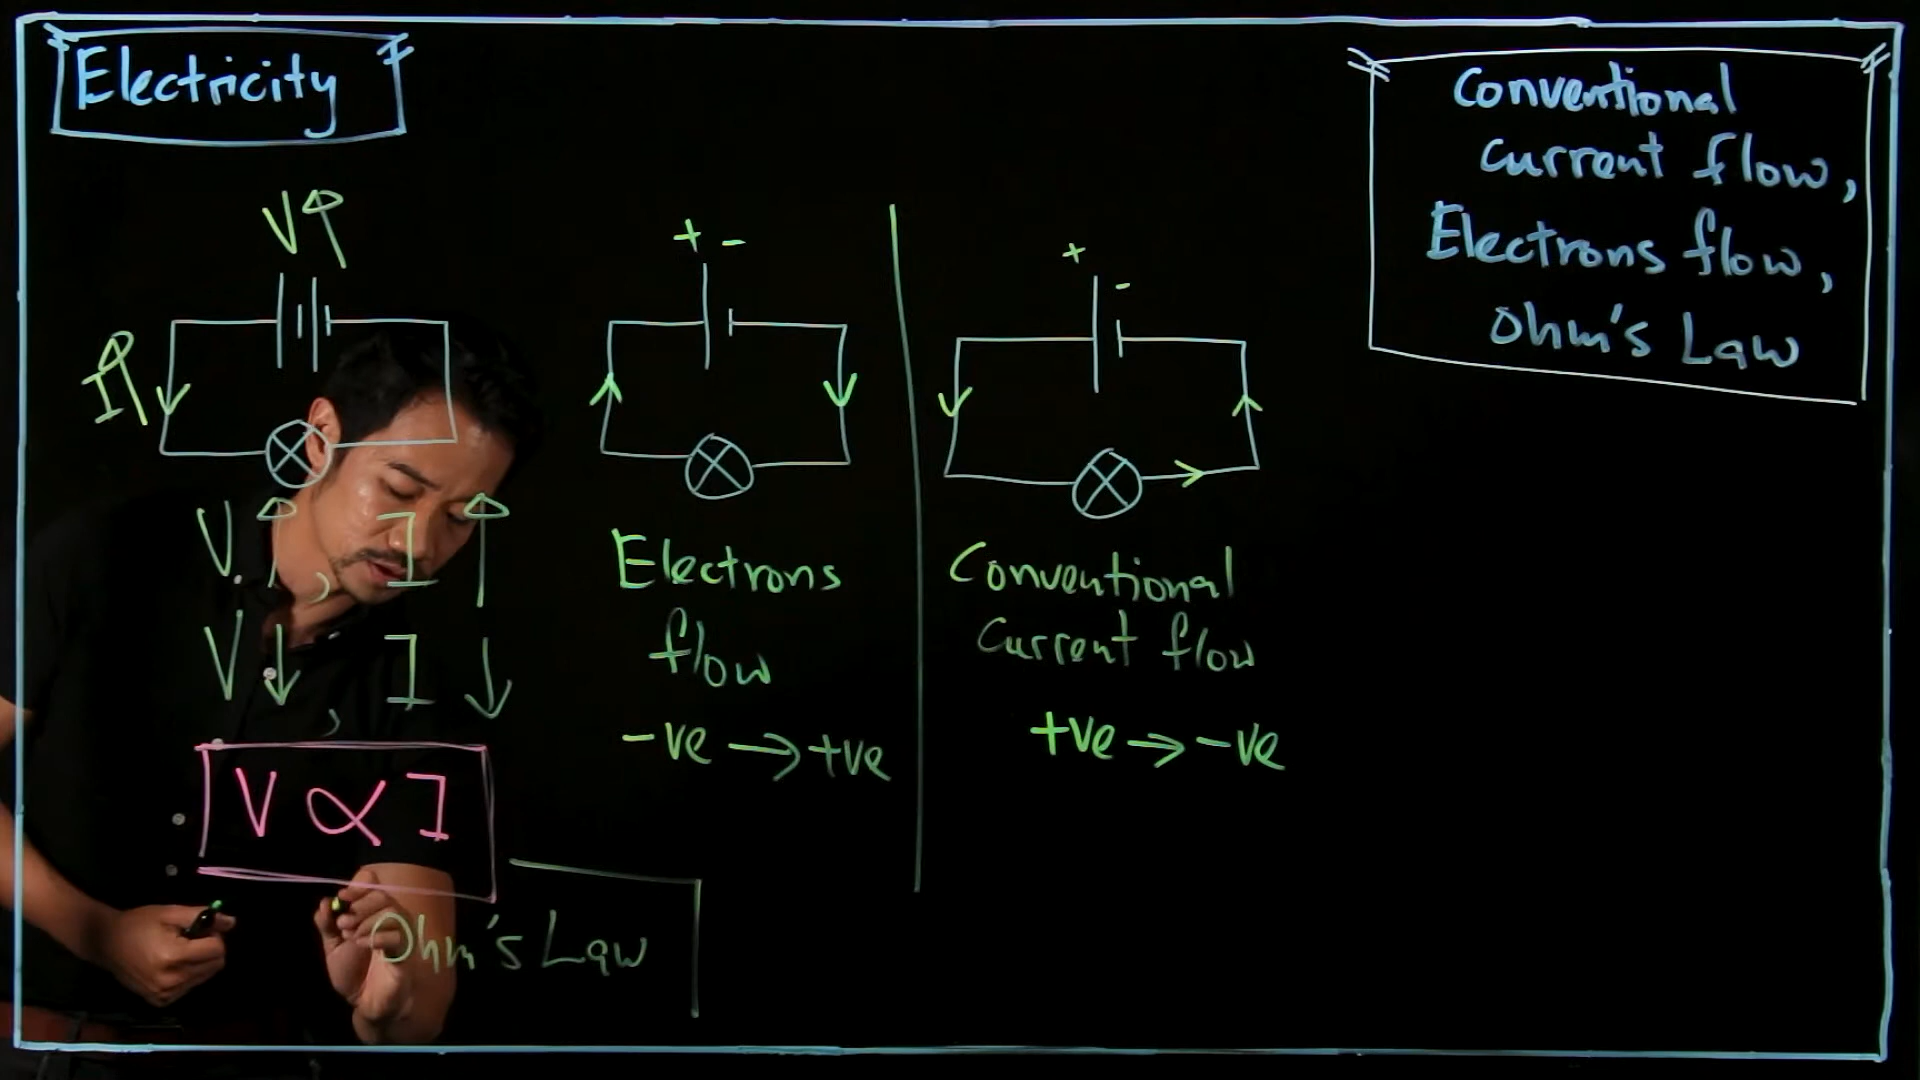 Electricity
Conventional
Current flow,
Electrons flow,
Ohm's Law
V↑
I↑
V↑, I↑
V↓, I↓
V ∝ I
Ohm's Law
+ -
Electrons
flow
-ve → +ve
+
-
Conventional
Current flow
+ve → -ve